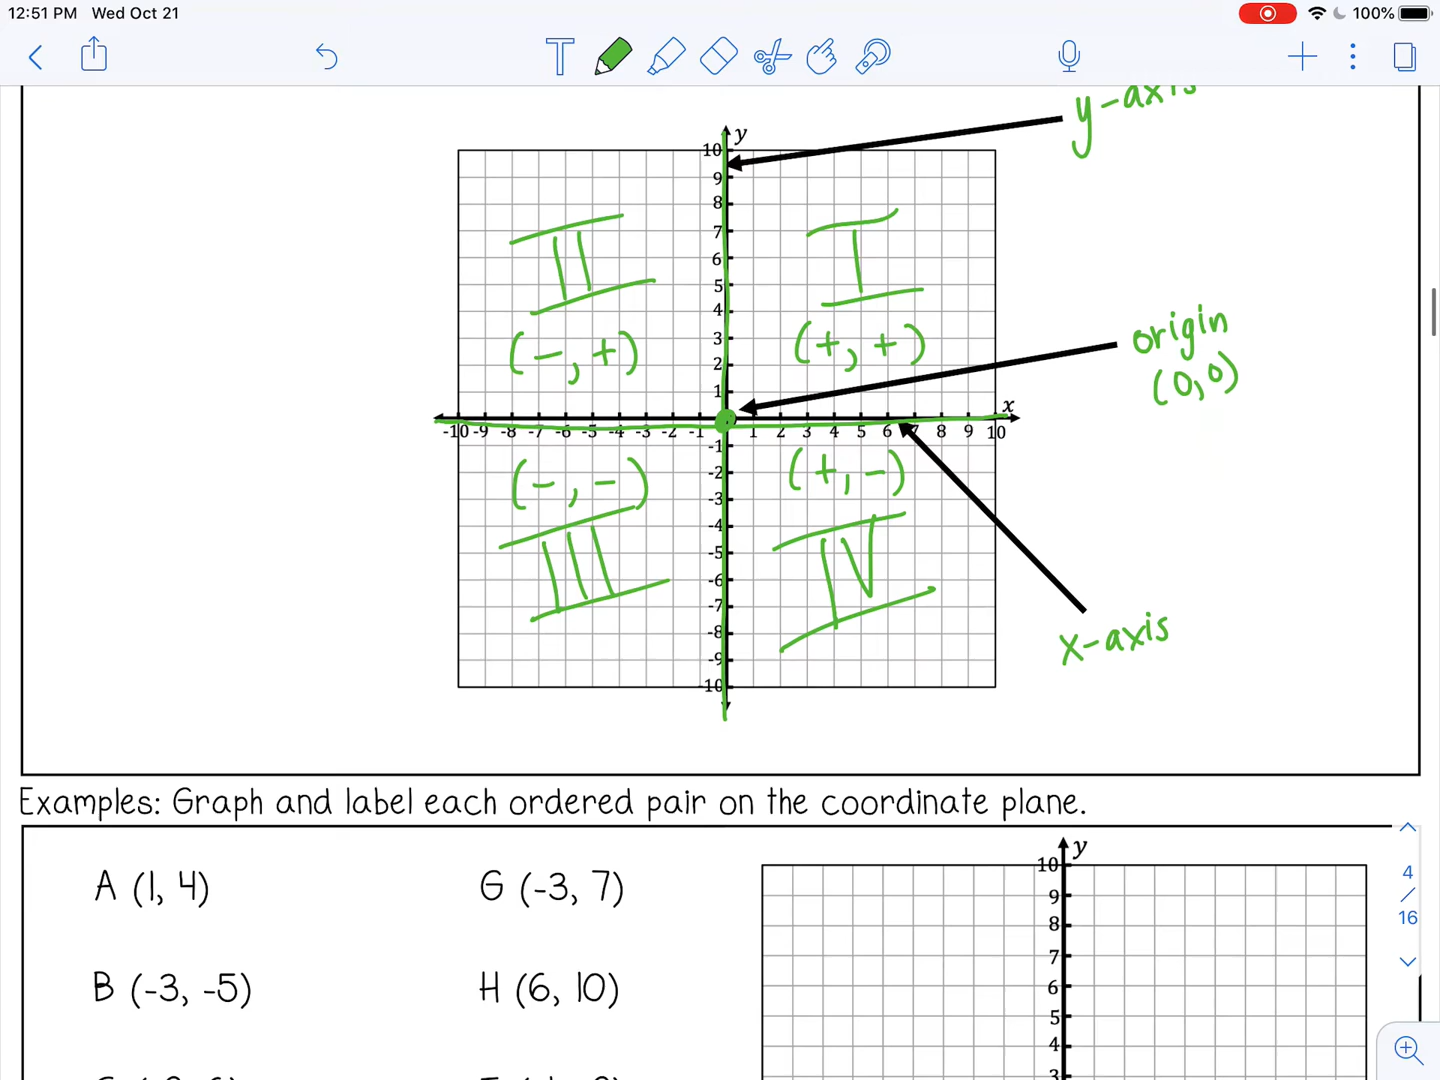 12:51 PM Wed Oct 21 100%
T
y-axis
y
10
9
8
7
6
5
4
3
2
1
II
I
(-, +)
(+, +)
origin
(0,0)
x
-10 -9 -8 -7 -6 -5 -4 -3 -2 -1 1 2 3 4 5 6 7 8 9 10
-1
-2
-3
-4
-5
-6
-7
-8
-9
-10
(-, -)
(+, -)
III
IV
x-axis
Examples: Graph and label each ordered pair on the coordinate plane.
A (1, 4)
G (-3, 7)
B (-3, -5)
H (6, 10)
y
10
9
8
7
6
5
4
3
4
/
16